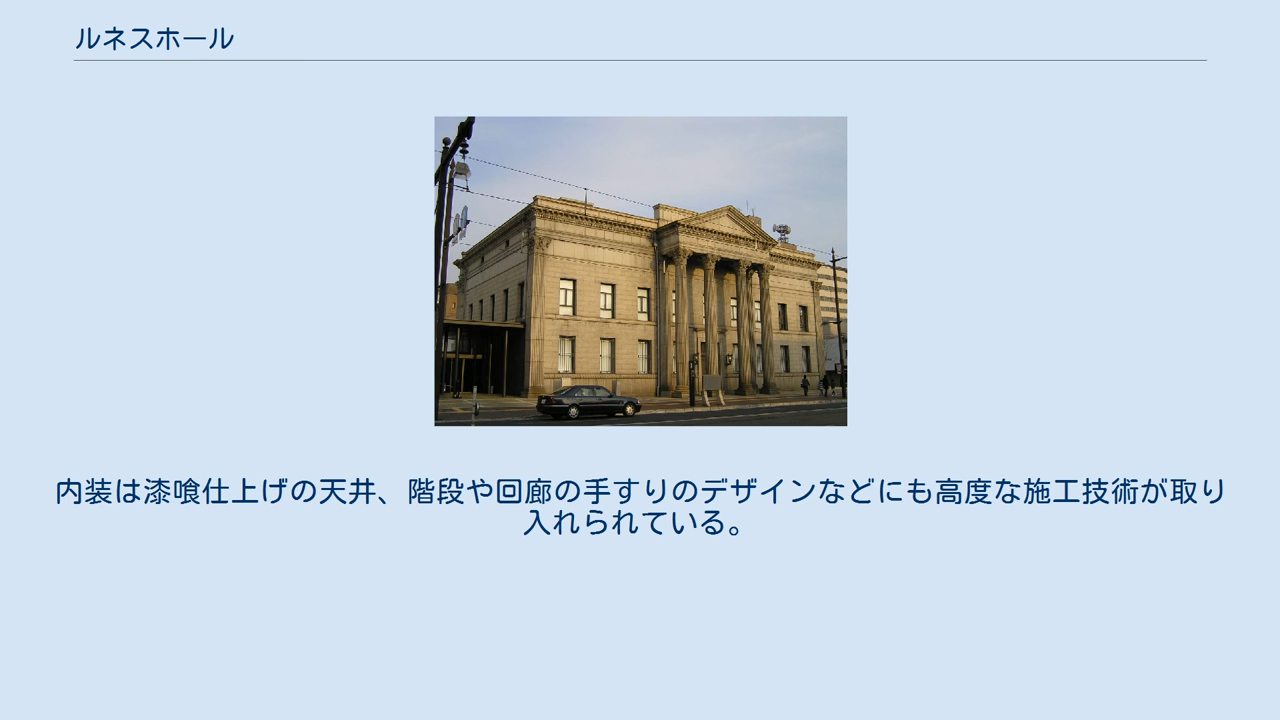 ルネスホール
内装は漆喰仕上げの天井、階段や回廊の手すりのデザインなどにも高度な施工技術が取り
入れられている。